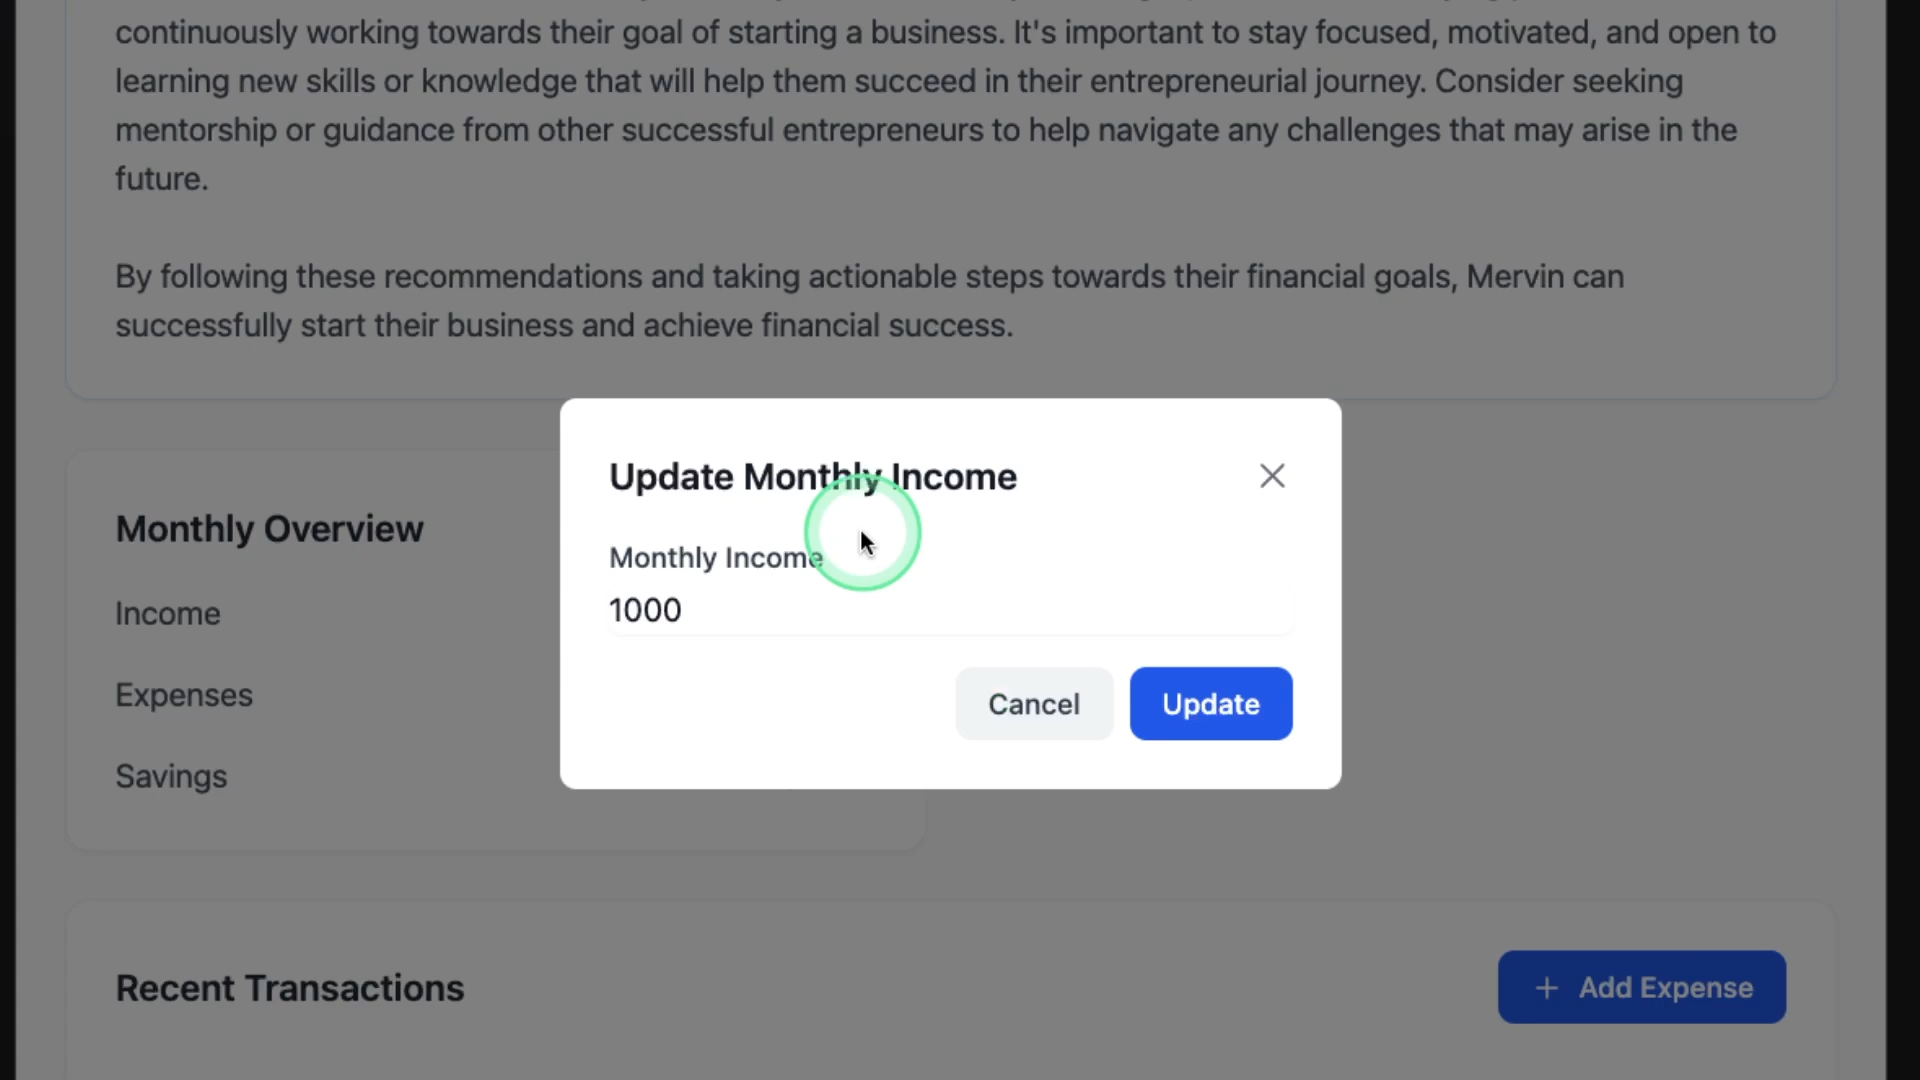 continuously working towards their goal of starting a business. It's important to stay focused, motivated, and open to
learning new skills or knowledge that will help them succeed in their entrepreneurial journey. Consider seeking
mentorship or guidance from other successful entrepreneurs to help navigate any challenges that may arise in the
future.
By following these recommendations and taking actionable steps towards their financial goals, Mervin can
successfully start their business and achieve financial success.
Update Monthly Income
Monthly Income
1000
Cancel
Update
Monthly Overview
Income
Expenses
Savings
Recent Transactions
+ Add Expense